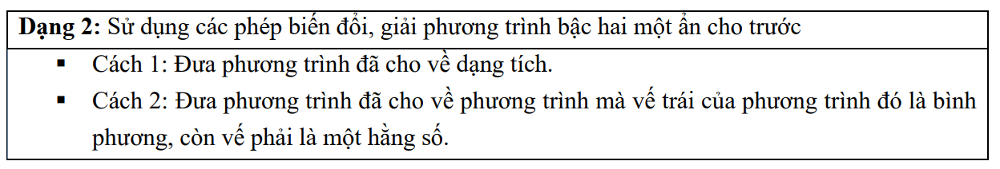 Dạng 2: Sử dụng các phép biến đổi, giải phương trình bậc hai một ẩn cho trước
▪ Cách 1: Đưa phương trình đã cho về dạng tích.
▪ Cách 2: Đưa phương trình đã cho về phương trình mà vế trái của phương trình đó là bình
phương, còn vế phải là một hằng số.